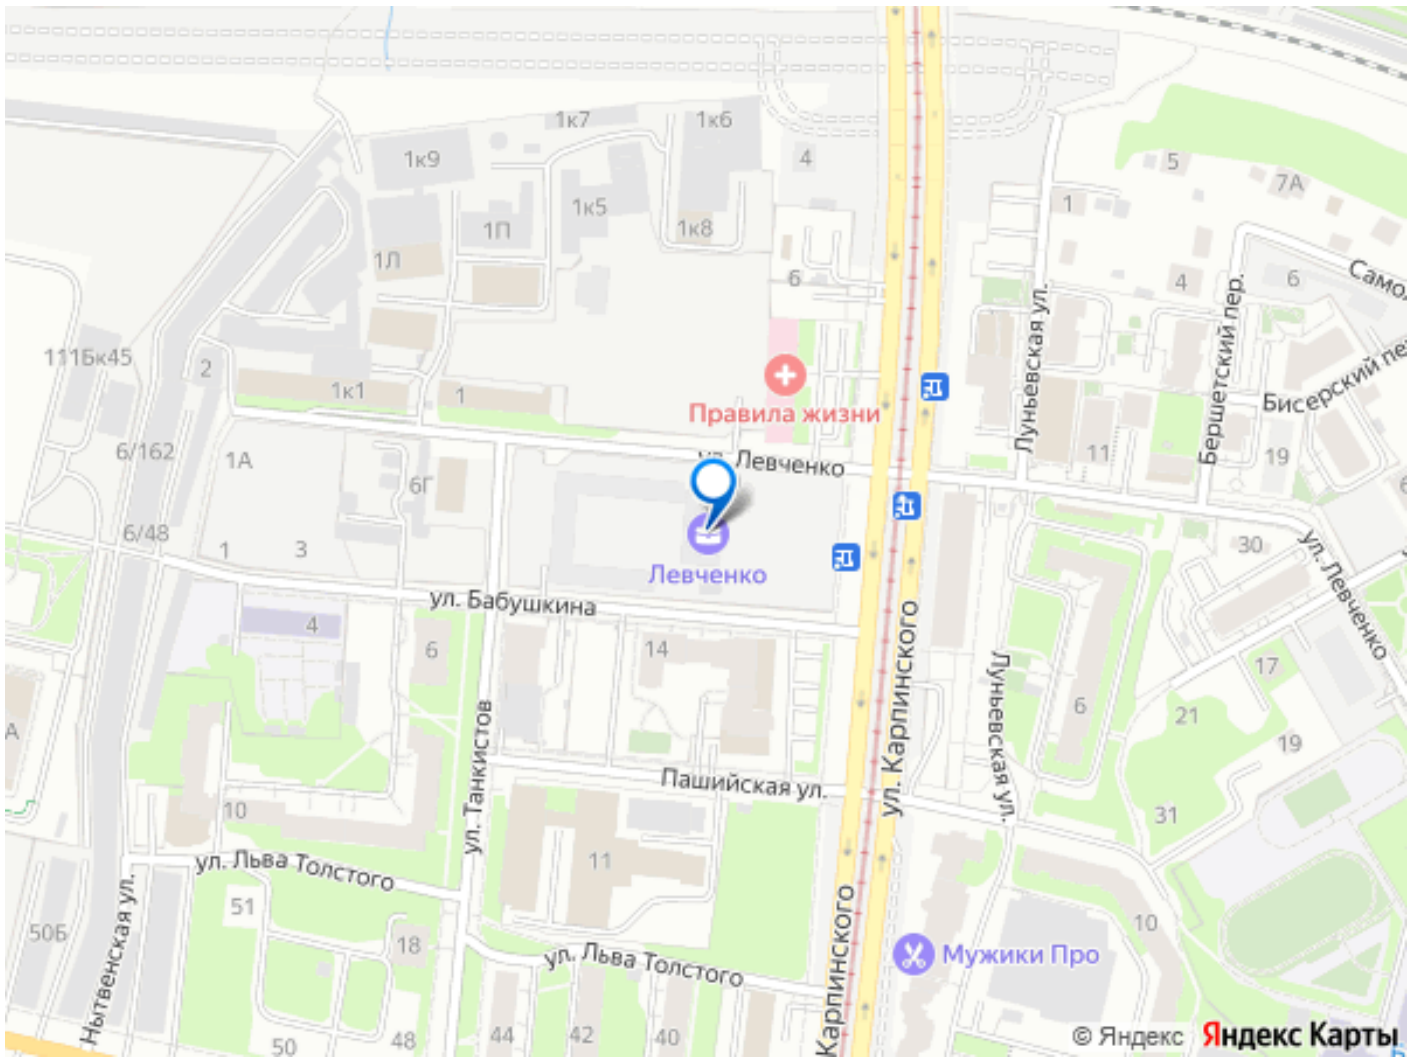 1к7
1к6
1к9
4
5
7А
1к5
1
1П
1к8
1Л
6
4
6
Само
Бершетский пер.
Луньевская ул.
111Бк45
2
1к1
1
Правила жизни
Бисерский пе
6/162
1А
6Г
ул. Левченко
11
19
6/48
1
3
Левченко
30
ул. Левченко
ул. Бабушкина
4
6
14
ул. Карпинского
Луньевская ул.
17
6
21
19
А
ул. Танкистов
Пашийская ул.
31
10
11
ул. Льва Толстого
51
50Б
18
Нытвенская ул.
ул. Льва Толстого
Карпинского
10
Мужики Про
50
48
44
42
40
© Яндекс Яндекс Карты